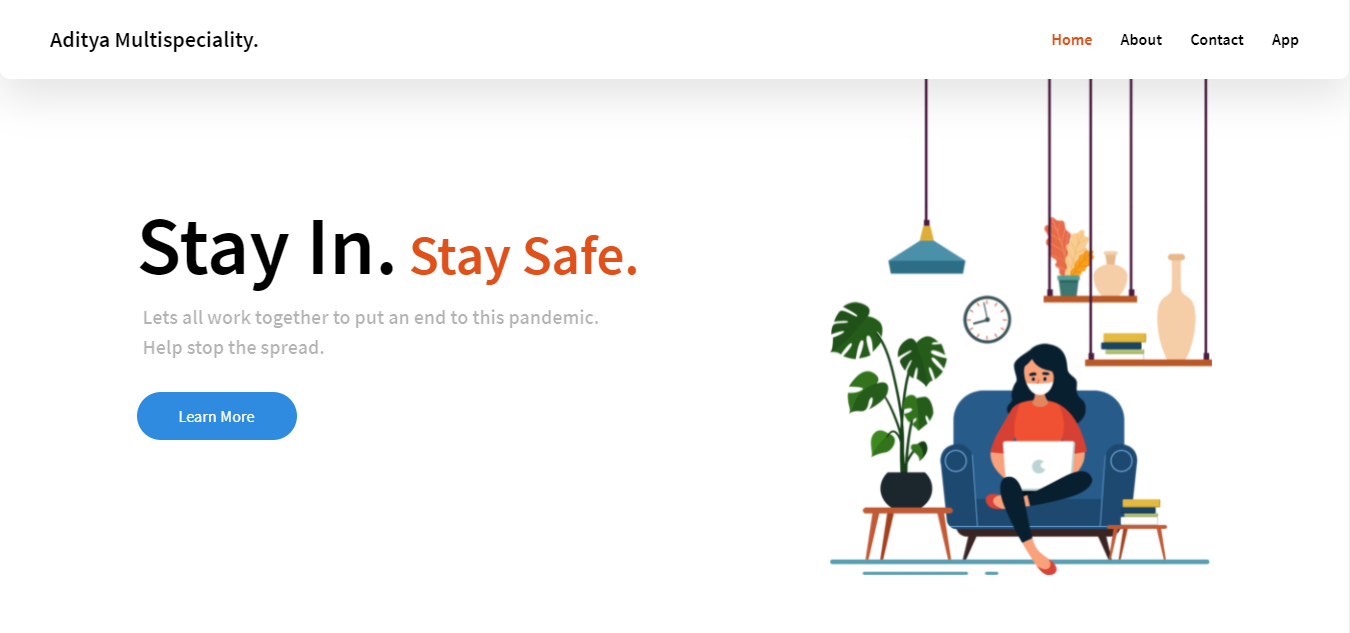 Aditya Multispeciality.
Home About Contact App
Stay In. Stay Safe.
Lets all work together to put an end to this pandemic.
Help stop the spread.
Learn More